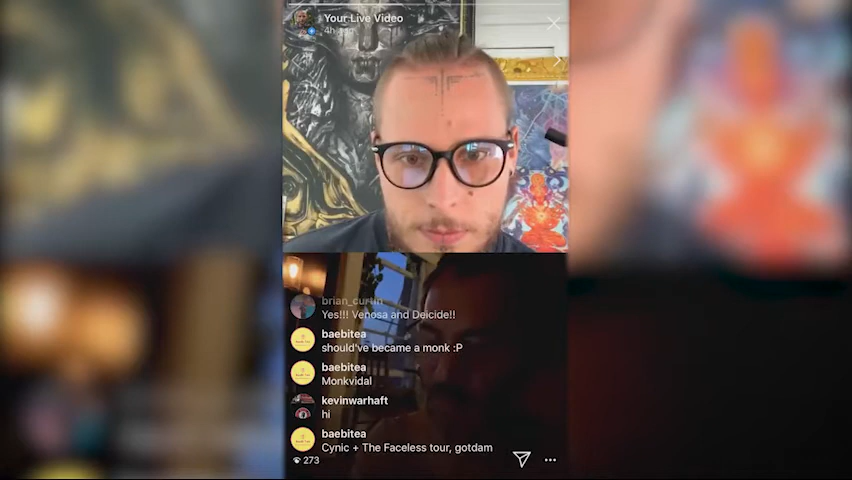 Your Live Video
brian_curtin
Yes!!! Venosa and Deicide!!
baebitea
should've became a monk :P
baebitea
Monkvidal
kevinwarhaft
hi
baebitea
Cynic + The Faceless tour, gotdam
273